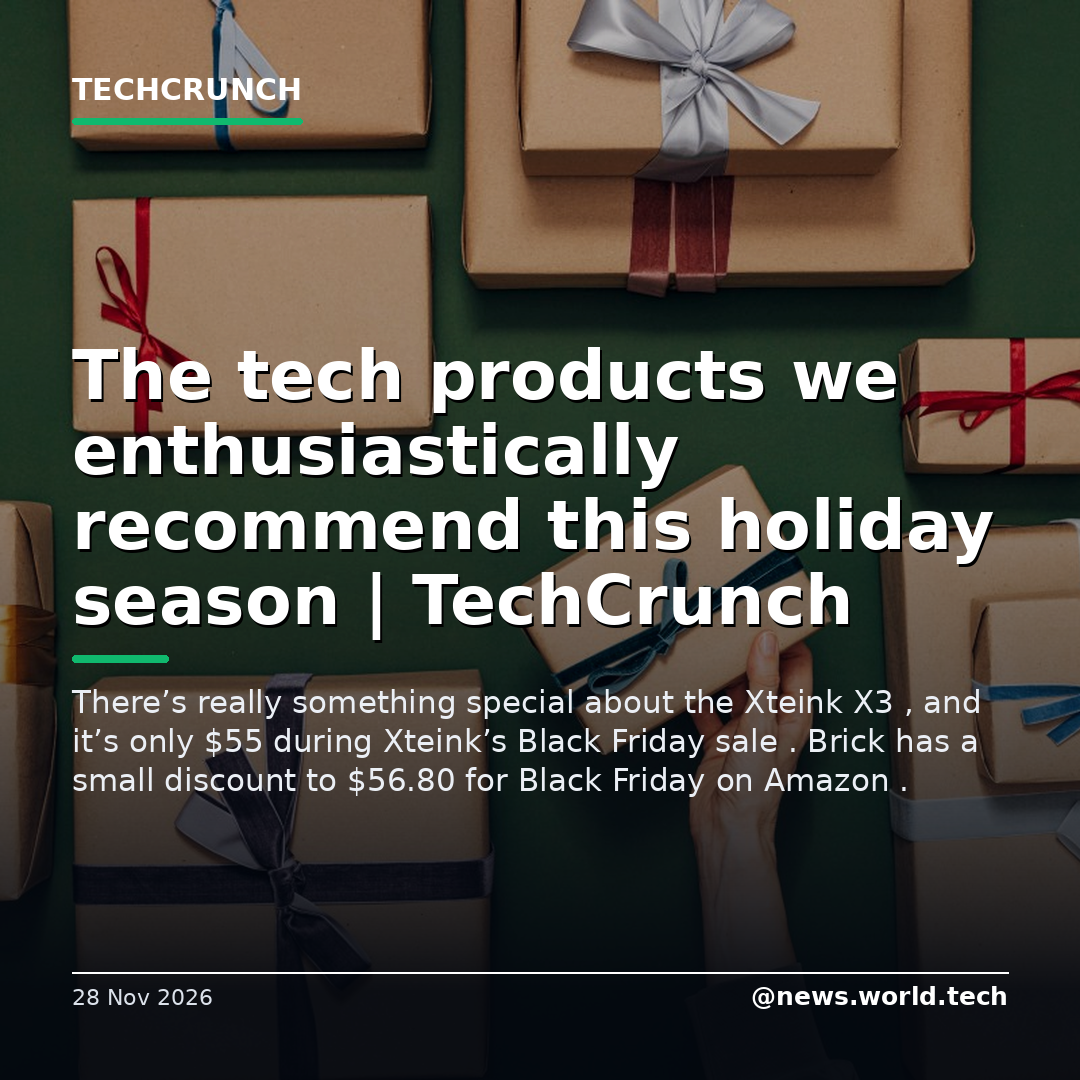 TECHCRUNCH
The tech products we
enthusiastically
recommend this holiday
season | TechCrunch
There’s really something special about the Xteink X3 , and
it’s only $55 during Xteink’s Black Friday sale . Brick has a
small discount to $56.80 for Black Friday on Amazon .
28 Nov 2026
@news.world.tech